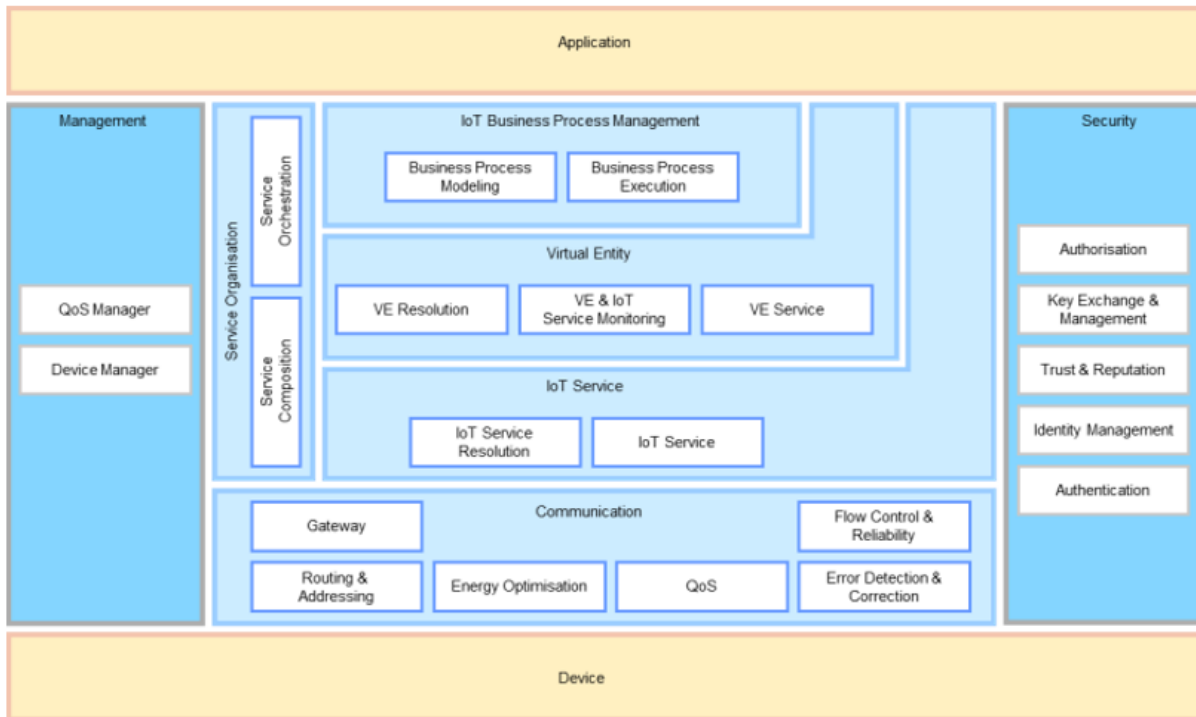 Application
Management
QoS Manager
Device Manager
Service Organisation
Service
Orchestration
Service
Composition
IoT Business Process Management
Business Process
Modeling
Business Process
Execution
Virtual Entity
VE Resolution
VE & IoT
Service Monitoring
VE Service
IoT Service
IoT Service
Resolution
IoT Service
Communication
Gateway
Flow Control &
Reliability
Routing &
Addressing
Energy Optimisation
QoS
Error Detection &
Correction
Security
Authorisation
Key Exchange &
Management
Trust & Reputation
Identity Management
Authentication
Device